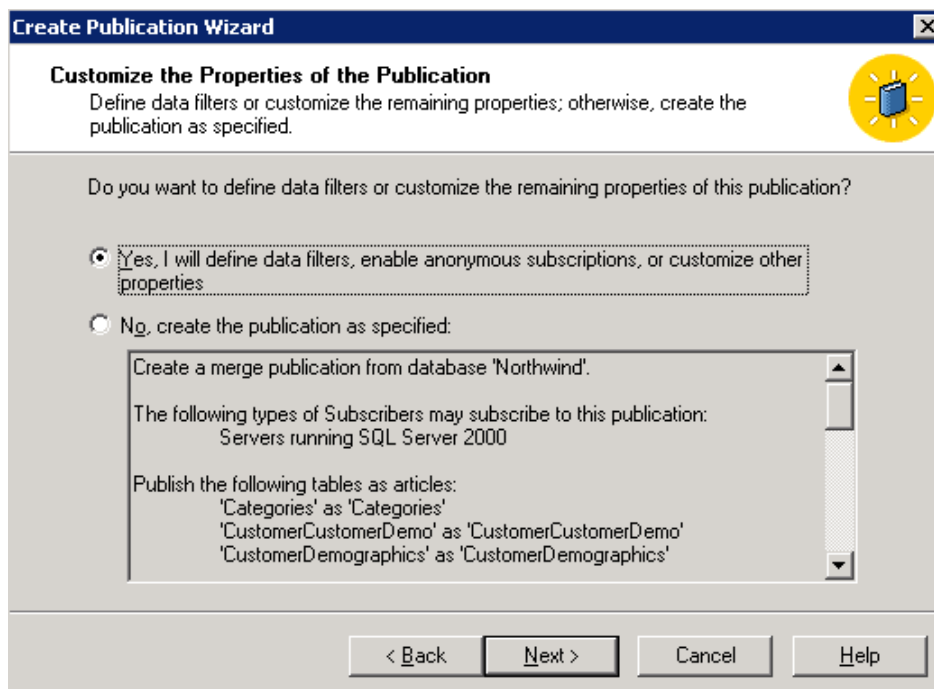 Create Publication Wizard
Customize the Properties of the Publication
Define data filters or customize the remaining properties; otherwise, create the
publication as specified.
Do you want to define data filters or customize the remaining properties of this publication?
Yes, I will define data filters, enable anonymous subscriptions, or customize other
properties
No, create the publication as specified:
Create a merge publication from database 'Northwind'.
The following types of Subscribers may subscribe to this publication:
Servers running SQL Server 2000
Publish the following tables as articles:
'Categories' as 'Categories'
'CustomerCustomerDemo' as 'CustomerCustomerDemo'
'CustomerDemographics' as 'CustomerDemographics'
< Back Next > Cancel Help